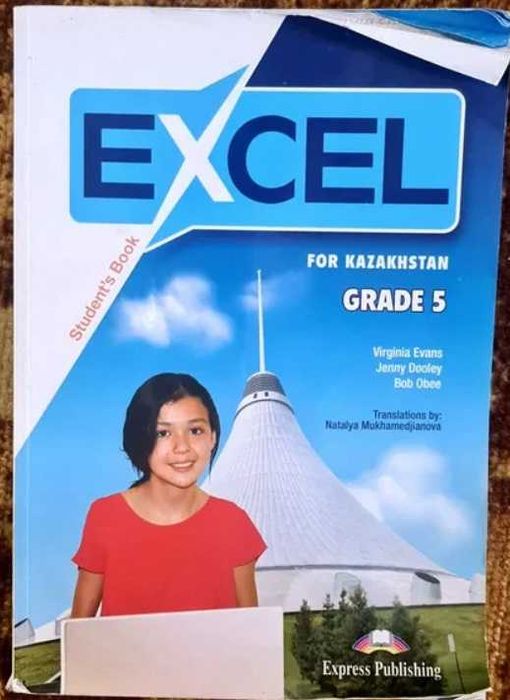 EXCEL
Student's Book
FOR KAZAKHSTAN
GRADE 5
Virginia Evans
Jenny Dooley
Bob Obee
Translations by:
Natalya Mukhamedjianova
Express Publishing